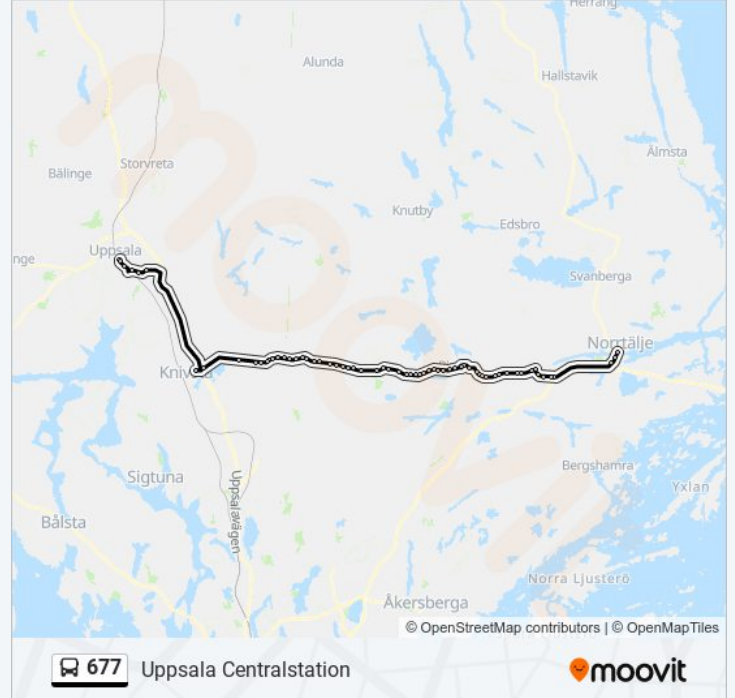 Herräng
Alunda
Hallstavik
Älmsta
Storvreta
Bälinge
Knutby
Edsbro
Uppsala
nge
Svanberga
Norrtälje
Bergshamra
Sigtuna
Uppsalavägen
Yxlan
Bålsta
Norra Ljusterö
Åkersberga
© OpenStreetMap contributors | © OpenMapTiles
677 Uppsala Centralstation
moovit